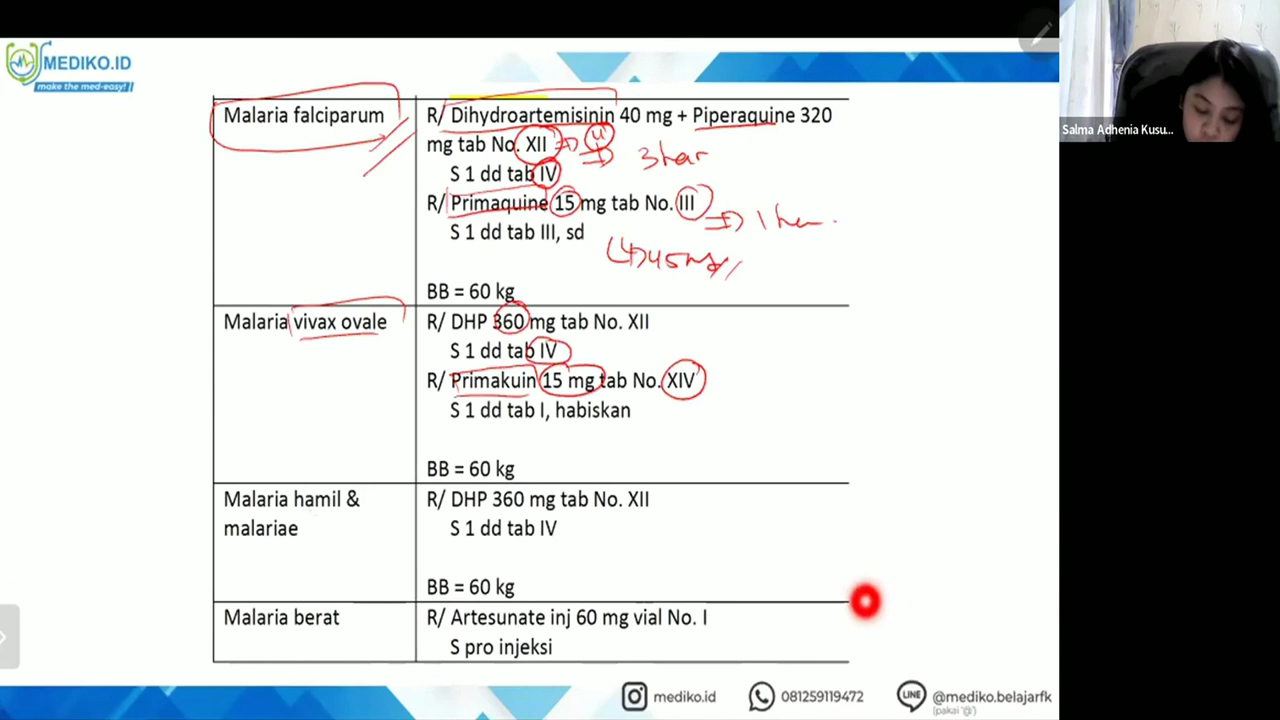 MEDIKO.ID
make the med-easy!
Malaria falciparum
R/ Dihydroartemisinin 40 mg + Piperaquine 320
mg tab No. XII
3 har
S 1 dd tab IV
R/ Primaquine 15 mg tab No. III
S 1 dd tab III, sd
BB = 60 kg
Malaria vivax ovale
R/ DHP 360 mg tab No. XII
S 1 dd tab IV
R/ Primakuin 15 mg tab No. XIV
S 1 dd tab I, habiskan
BB = 60 kg
Malaria hamil &
malariae
R/ DHP 360 mg tab No. XII
S 1 dd tab IV
BB = 60 kg
Malaria berat
R/ Artesunate inj 60 mg vial No. I
S pro injeksi
mediko.id
081259119472
LINE
@mediko.belajarfk
(pakai '@')
Salma Adhenia Kusu...